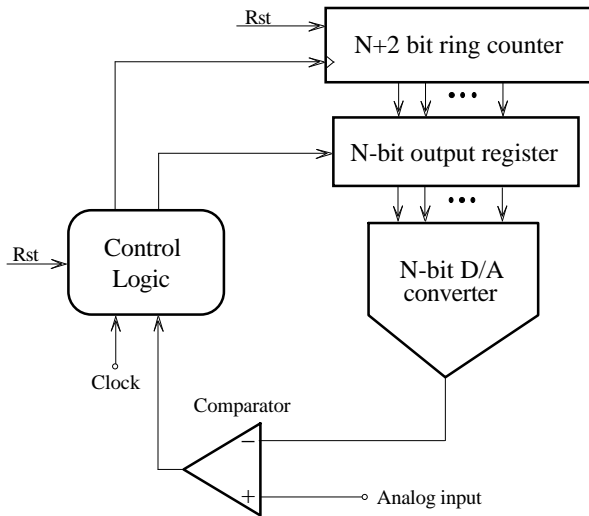 Rst
N+2 bit ring counter
N-bit output register
Rst
Control
Logic
N-bit D/A
converter
Clock
Comparator
−
+
Analog input